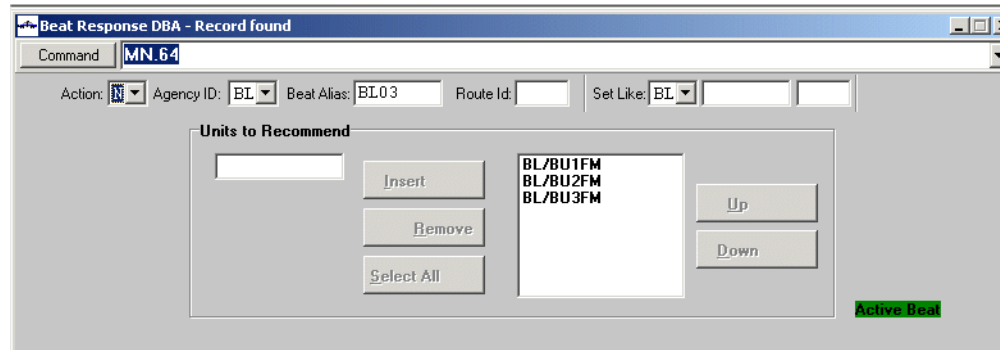 Beat Response DBA - Record found
Command MN.64
Action: N Agency ID: BL Beat Alias: BL03 Route Id: Set Like: BL
Units to Recommend
Insert
Remove
Select All
BL/BU1FM
BL/BU2FM
BL/BU3FM
Up
Down
Active Beat